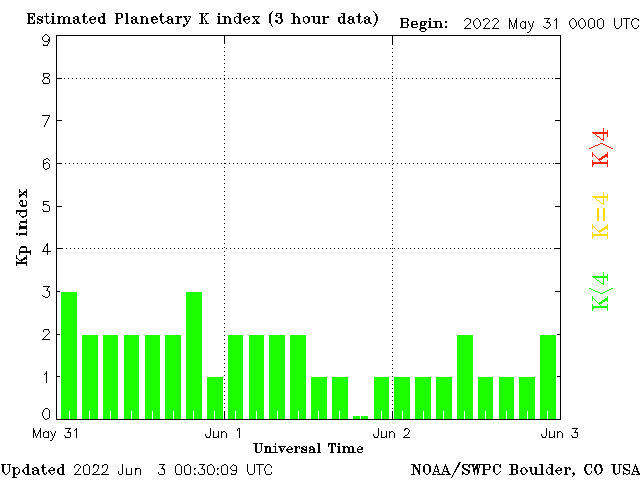 Estimated Planetary K index (3 hour data)
Begin: 2022 May 31 0000 UTC
9
8
7
6
5
4
3
2
1
0
Kp index
K>4
K=4
K<4
May 31
Jun 1
Jun 2
Jun 3
Universal Time
Updated 2022 Jun 3 00:30:09 UTC
NOAA/SWPC Boulder, CO USA